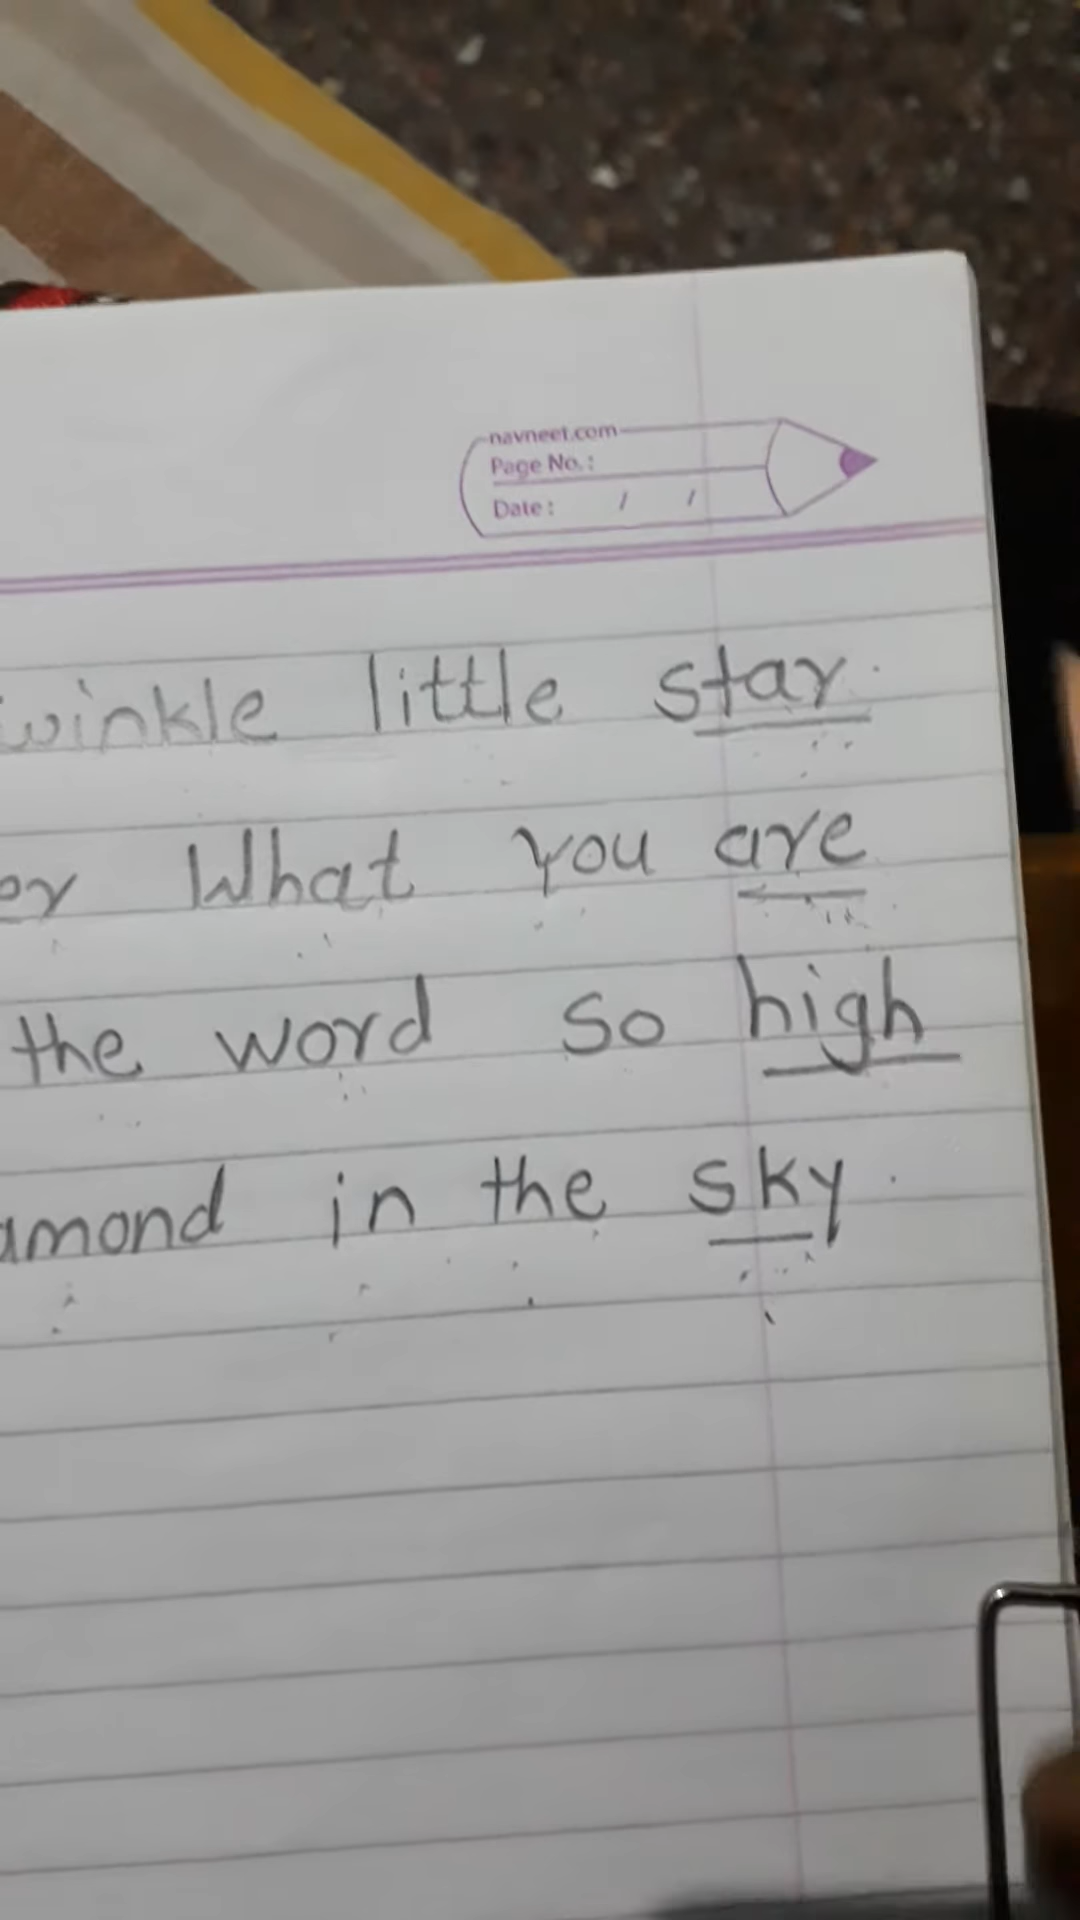 navneet.com
Page No.:
Date: / /
winkle little star.
er What you are
the word so high
amond in the sky.